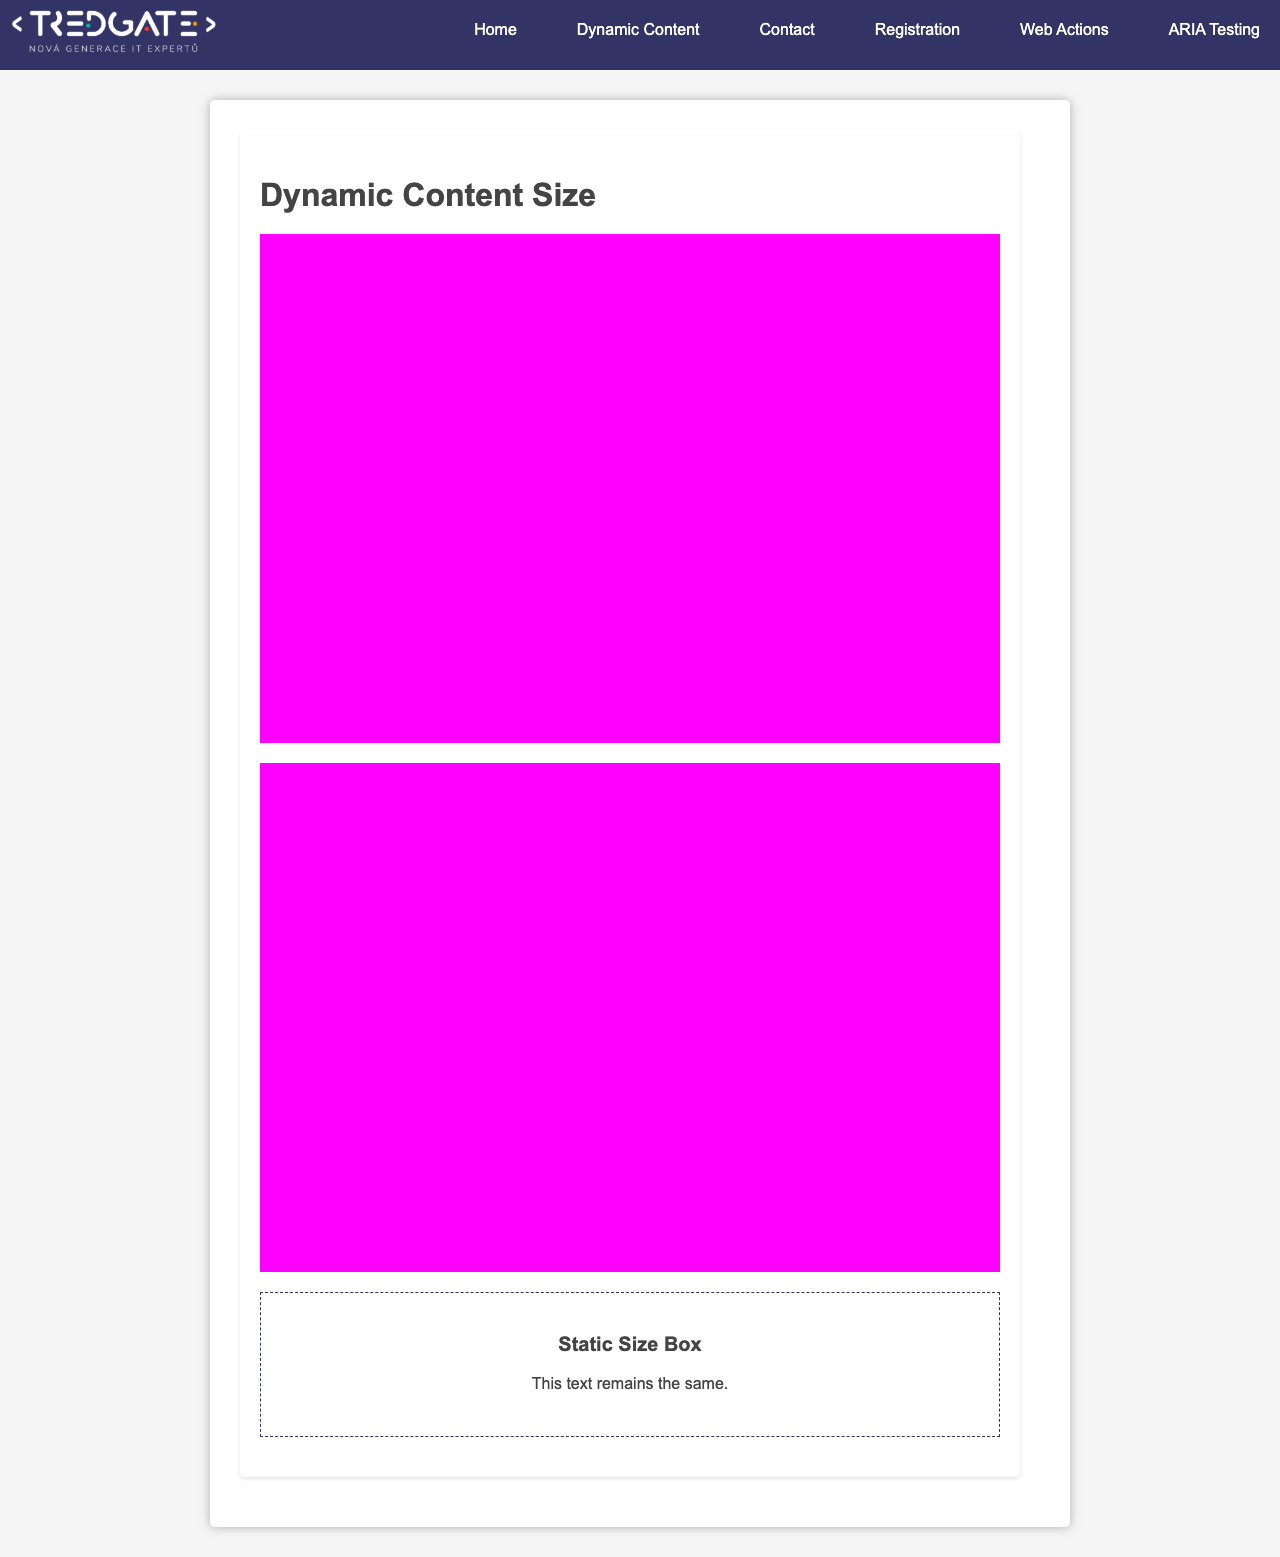 TREDGATE
NOVÁ GENERACE IT EXPERTŮ
Home Dynamic Content Contact Registration Web Actions ARIA Testing
Dynamic Content Size
Static Size Box
This text remains the same.